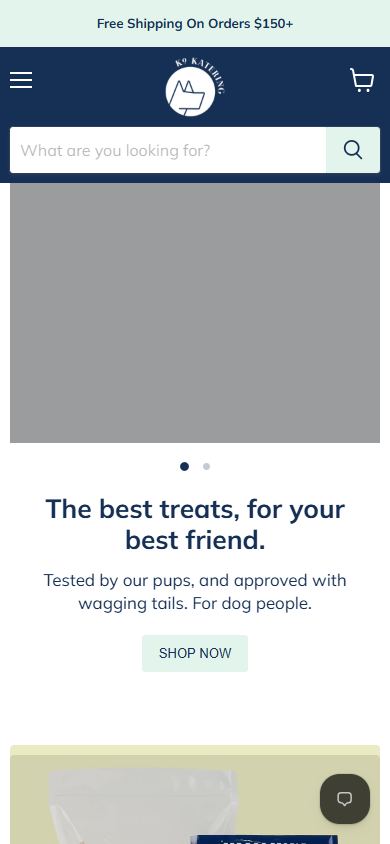 Free Shipping On Orders $150+
K9 KATERING
What are you looking for?
The best treats, for your
best friend.
Tested by our pups, and approved with
wagging tails. For dog people.
SHOP NOW